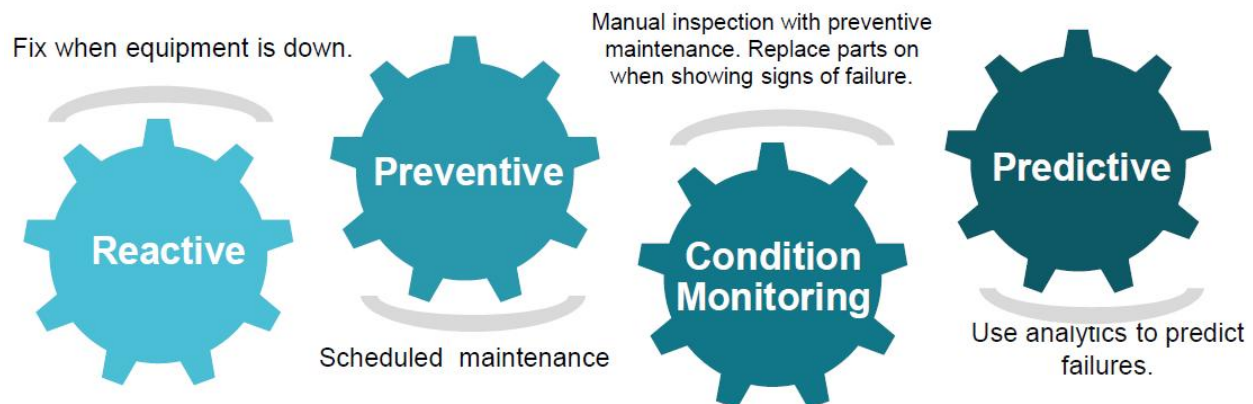 Fix when equipment is down.
Reactive
Preventive
Scheduled maintenance
Manual inspection with preventive
maintenance. Replace parts on
when showing signs of failure.
Condition
Monitoring
Predictive
Use analytics to predict
failures.